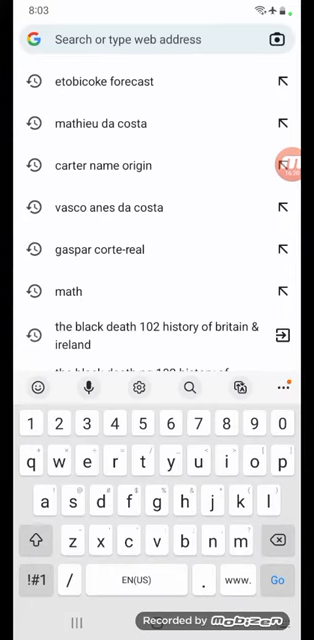 8:03
G Search or type web address
etobicoke forecast
mathieu da costa
carter name origin
vasco anes da costa
gaspar corte-real
math
the black death 102 history of britain &
ireland
1 2 3 4 5 6 7 8 9 0
q w e r t y u i o p
a s d f g h j k l
z x c v b n m
!#1 / EN(US) . www. Go
Recorded by Mobizen